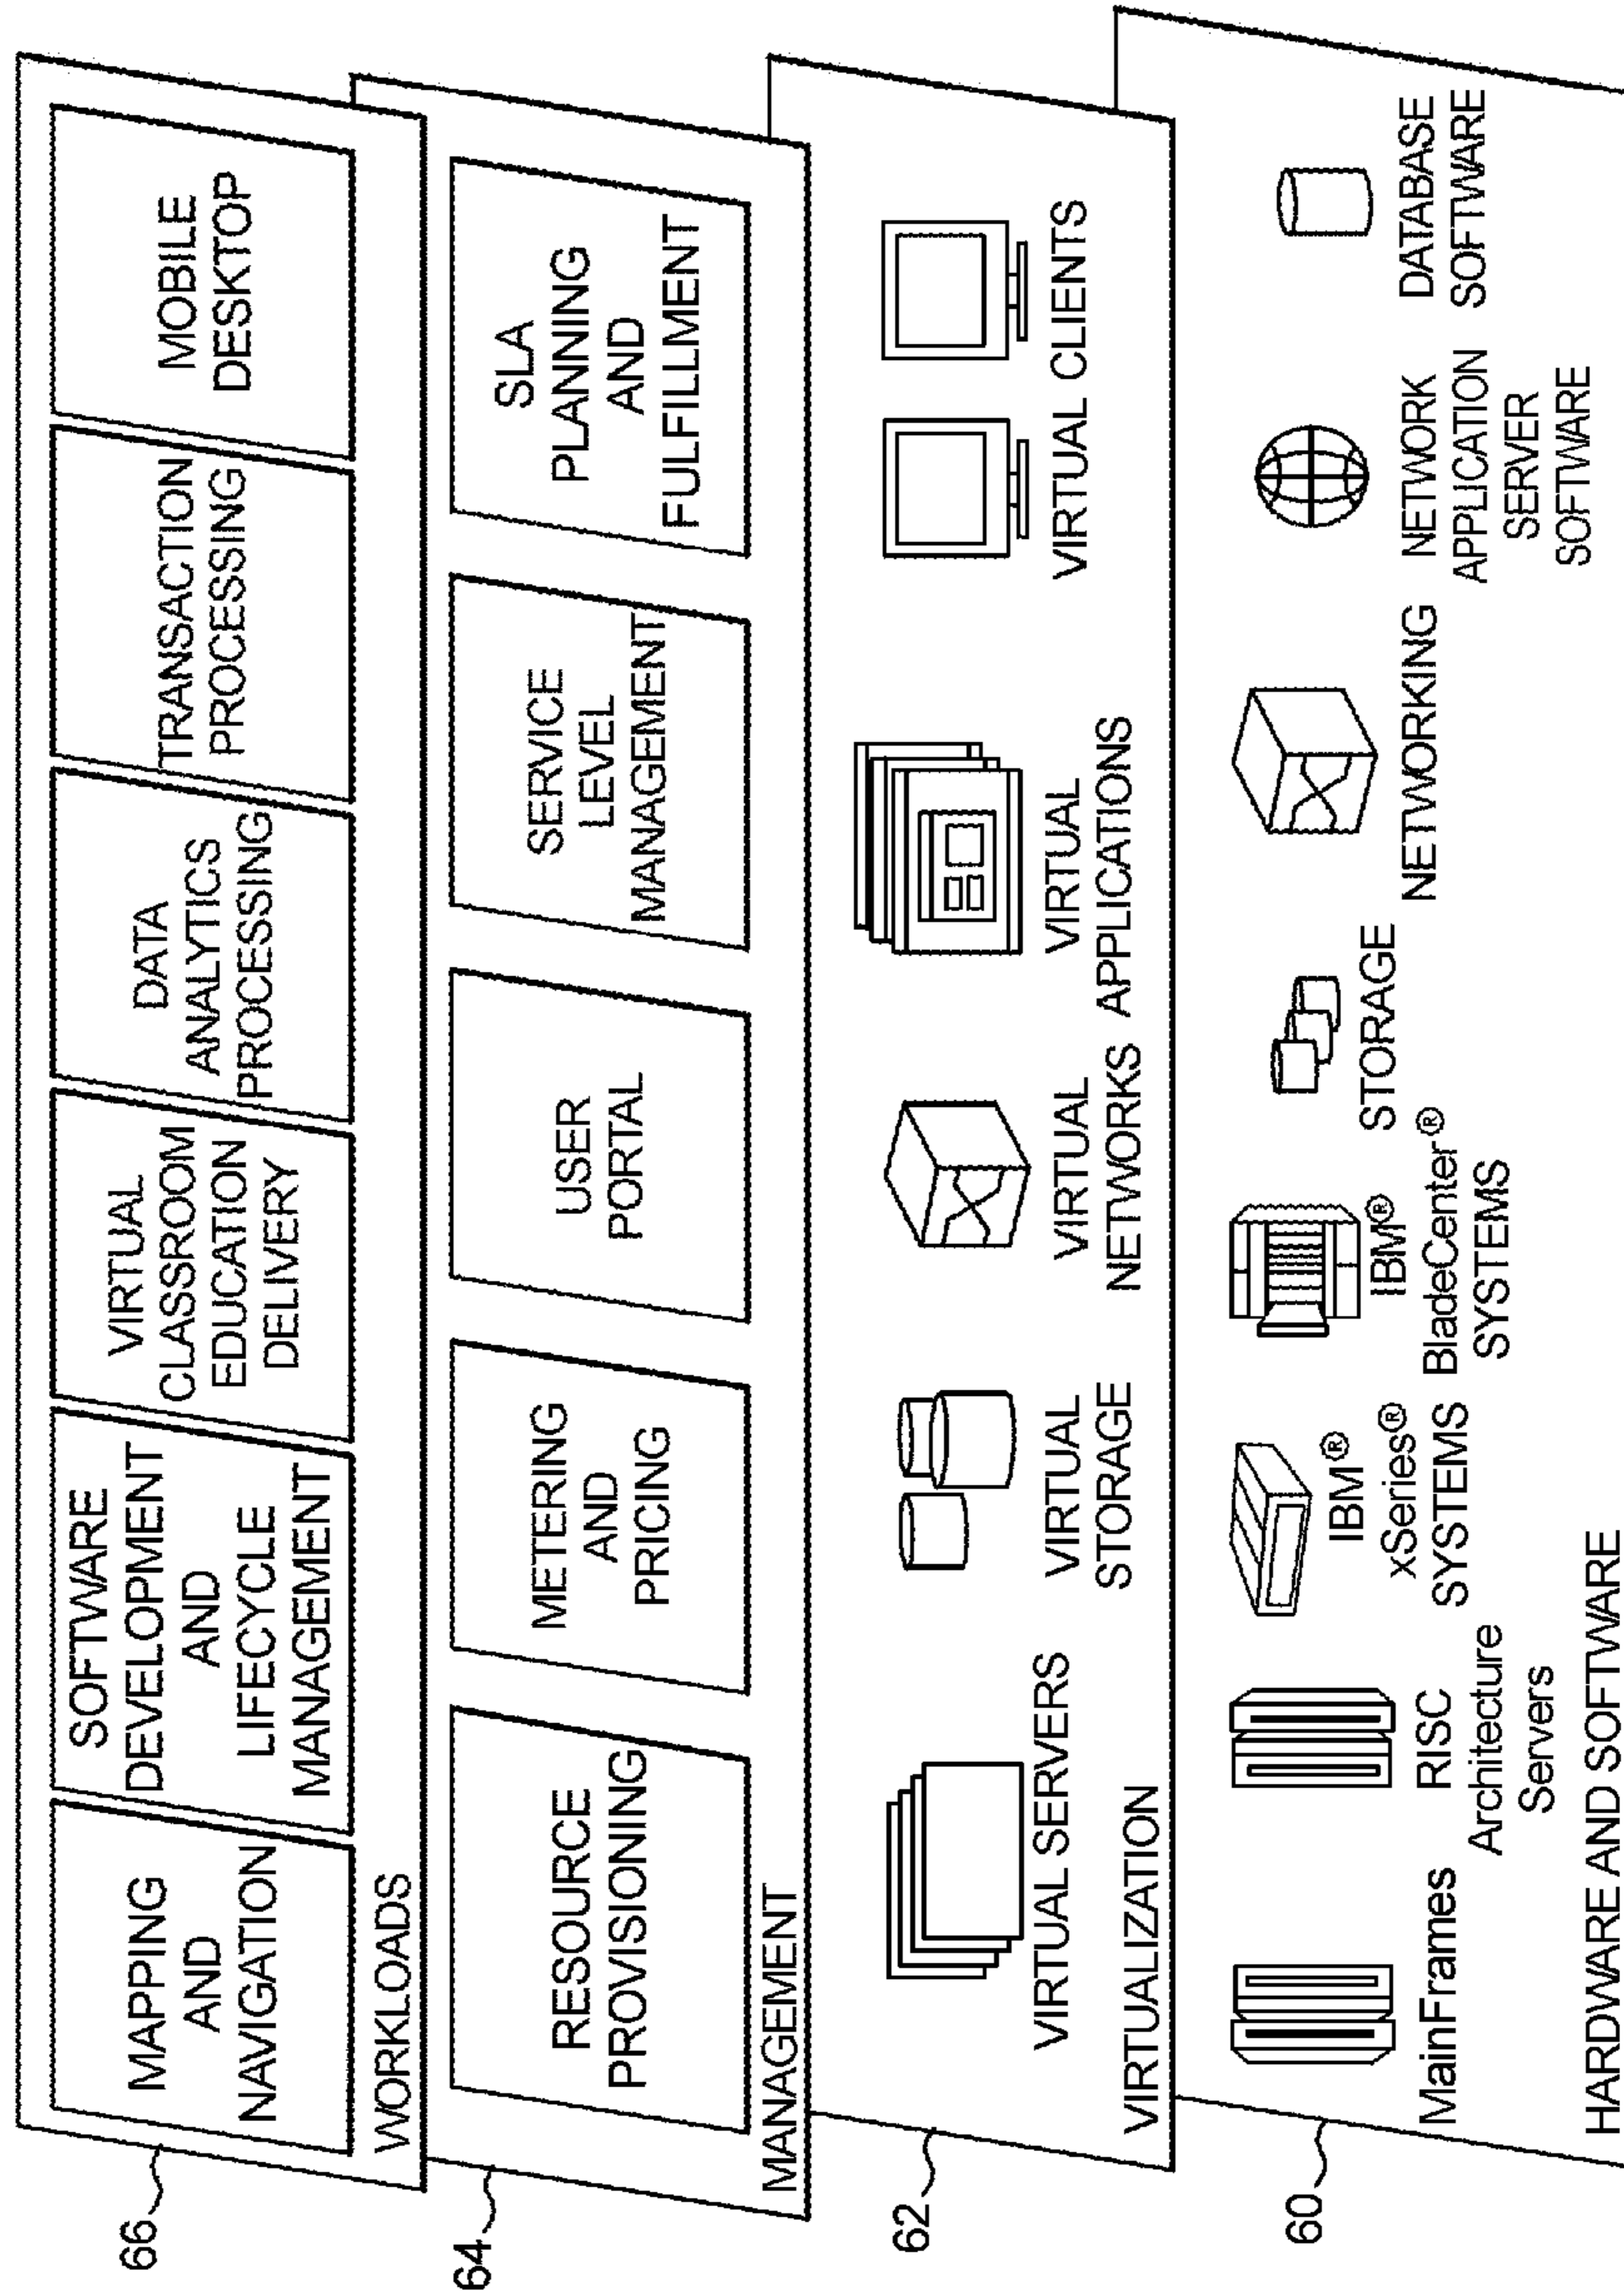 66
MAPPING
AND
NAVIGATION
SOFTWARE
DEVELOPMENT
AND
LIFECYCLE
MANAGEMENT
VIRTUAL
CLASSROOM
EDUCATION
DELIVERY
DATA
ANALYTICS
PROCESSING
TRANSACTION
PROCESSING
MOBILE
DESKTOP
WORKLOADS
64
RESOURCE
PROVISIONING
METERING
AND
PRICING
USER
PORTAL
SERVICE
LEVEL
MANAGEMENT
SLA
PLANNING
AND
FULFILLMENT
MANAGEMENT
62
VIRTUAL SERVERS
VIRTUAL
STORAGE
VIRTUAL
NETWORKS
VIRTUAL
APPLICATIONS
VIRTUAL CLIENTS
VIRTUALIZATION
60
MainFrames
RISC
Architecture
Servers
IBM®
xSeries®
SYSTEMS
IBM®
BladeCenter®
SYSTEMS
STORAGE
NETWORKING
NETWORK
APPLICATION
SERVER
SOFTWARE
DATABASE
SOFTWARE
HARDWARE AND SOFTWARE